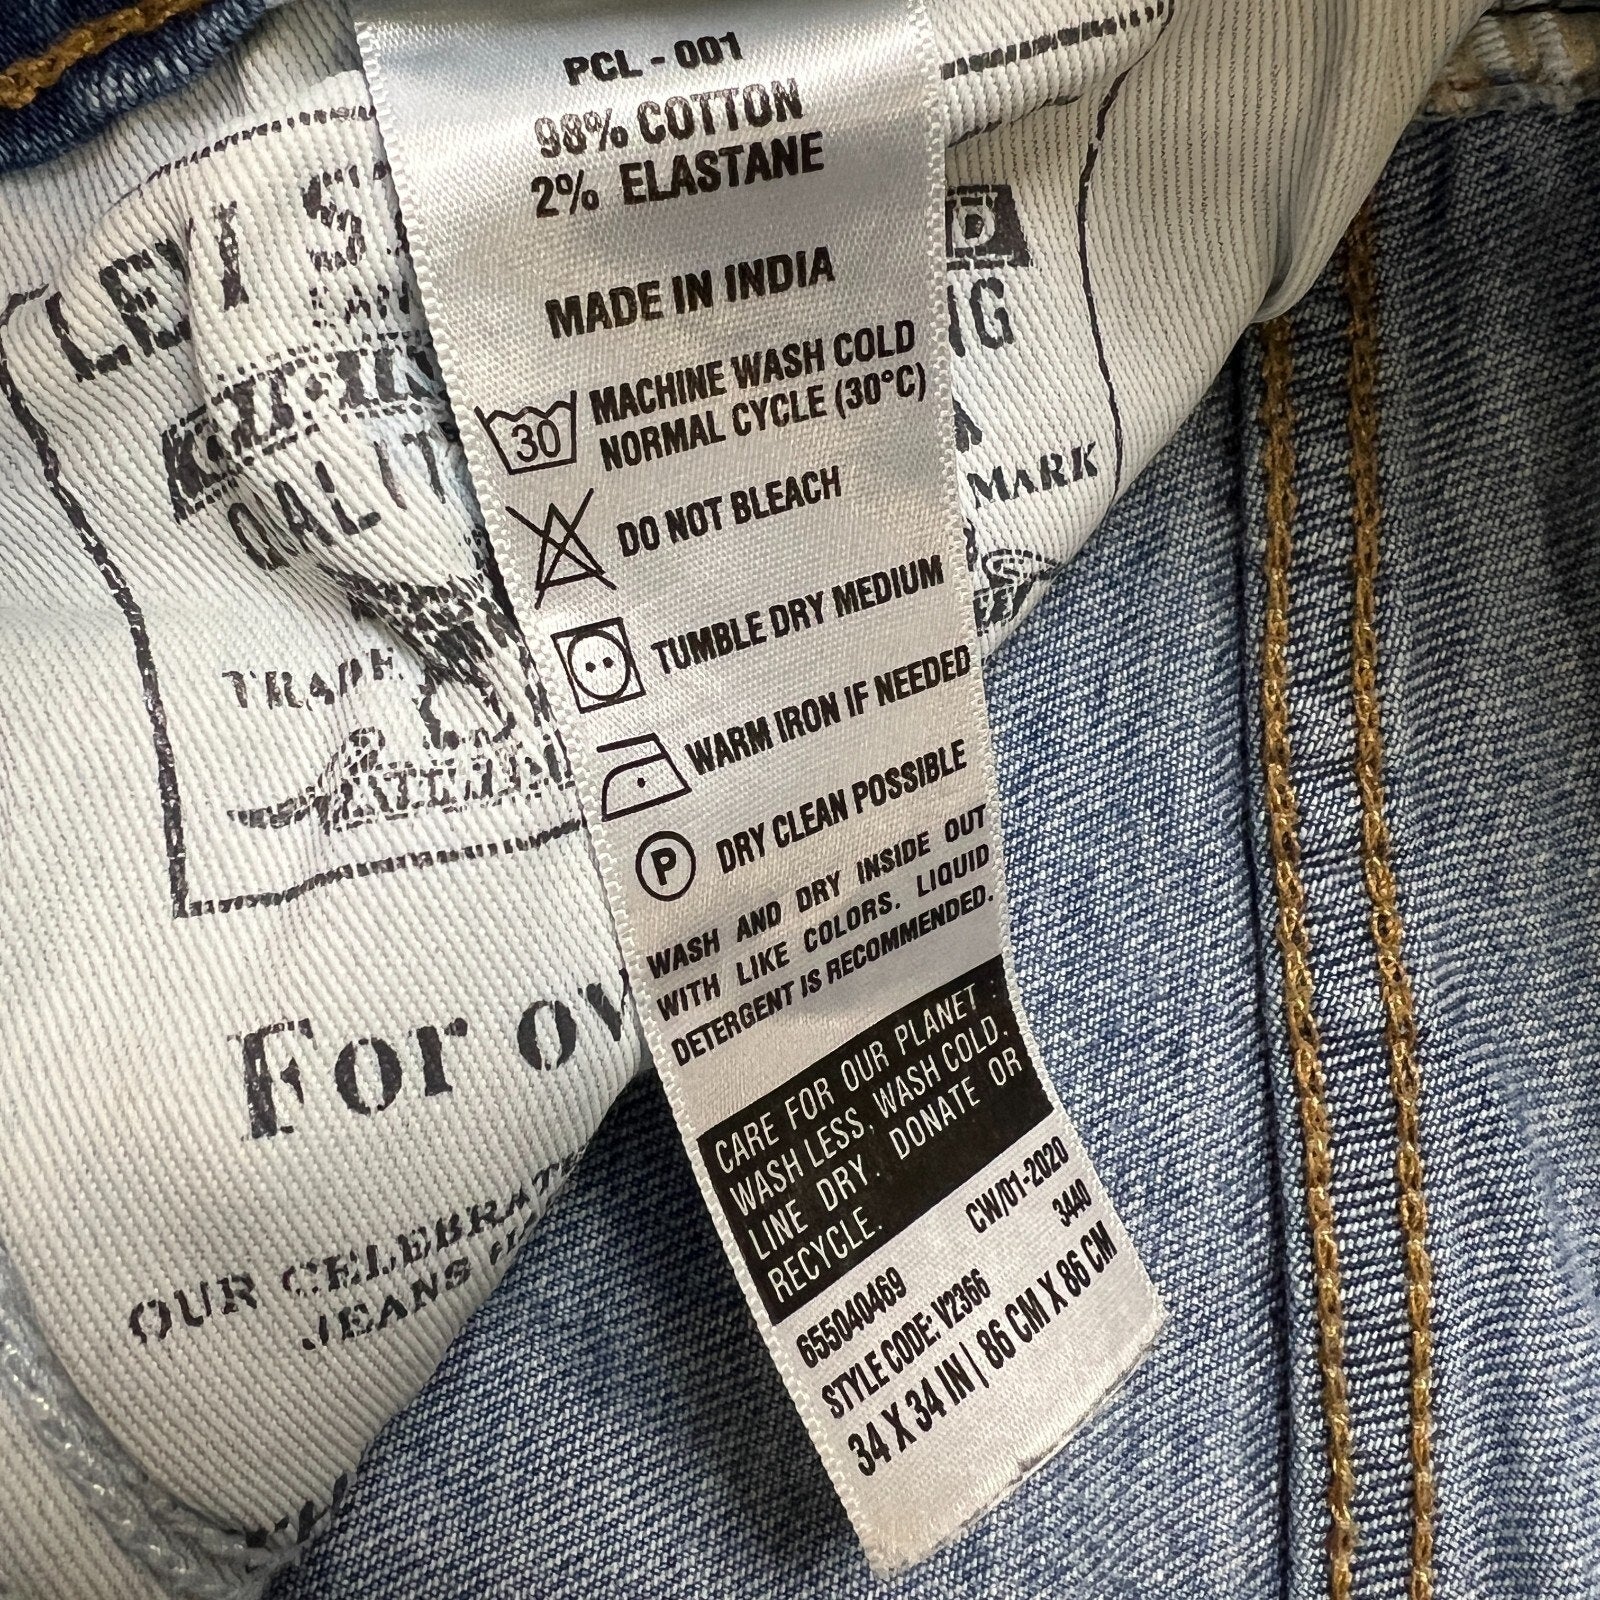 PCL - 001
98% COTTON
2% ELASTANE
MADE IN INDIA
30
MACHINE WASH COLD
NORMAL CYCLE (30°C)
DO NOT BLEACH
TUMBLE DRY MEDIUM
WARM IRON IF NEEDED
P
DRY CLEAN POSSIBLE
WASH AND DRY INSIDE OUT
WITH LIKE COLORS. LIQUID
DETERGENT IS RECOMMENDED.
CARE FOR OUR PLANET
WASH LESS. WASH COLD.
LINE DRY. DONATE OR
RECYCLE.
655040469 CW/01-2020
STYLE CODE: V2366 3440
34 X 34 IN | 86 CM X 86 CM
LEVI S
QALIT
TRADE
MARK
For ov
OUR CELEBRAT
JEANS